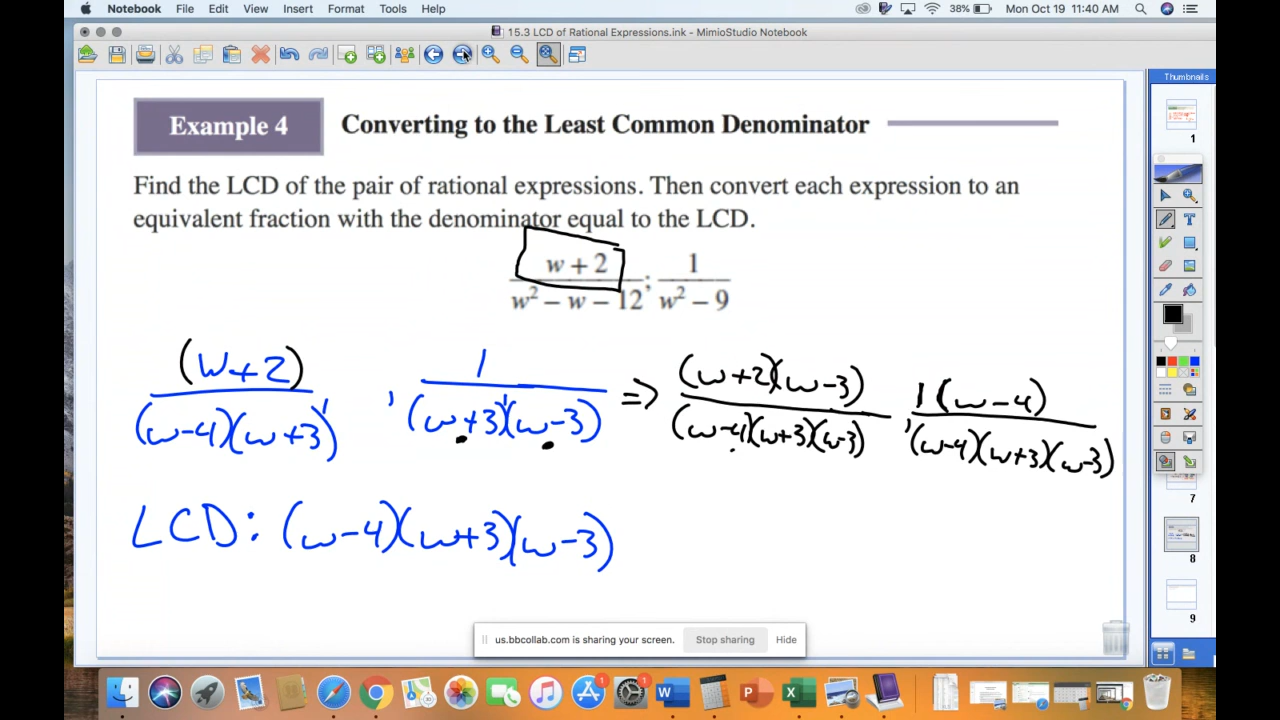 Notebook File Edit View Insert Format Tools Help 38% Mon Oct 19 11:40 AM
15.3 LCD of Rational Expressions.ink - MimioStudio Notebook
Thumbnails
Example 4 Converting to the Least Common Denominator
Find the LCD of the pair of rational expressions. Then convert each expression to an
equivalent fraction with the denominator equal to the LCD.
w + 2 / w² − w − 12 ; 1 / w² − 9
(w+2) / (w-4)(w+3) , 1 / (w+3)(w-3) => (w+2)(w-3) / (w-4)(w+3)(w-3) , 1(w-4) / (w-4)(w+3)(w-3)
LCD: (w-4)(w+3)(w-3)
1
7
8
9
us.bbcollab.com is sharing your screen. Stop sharing Hide